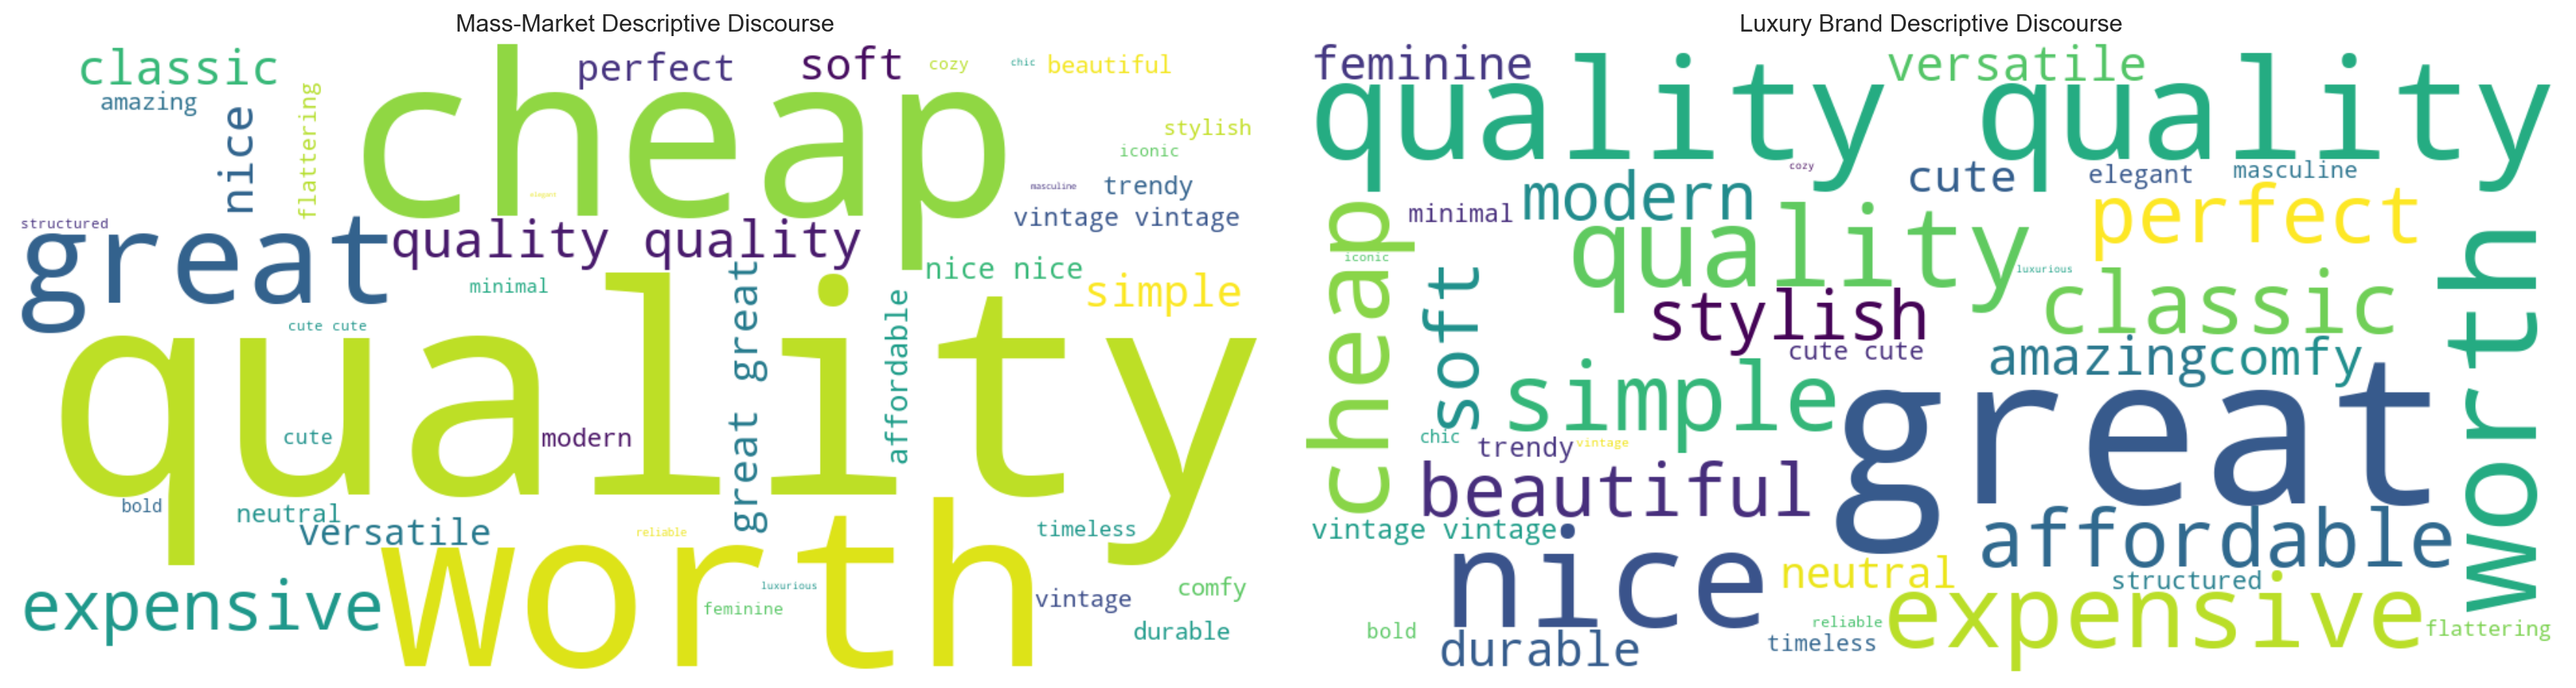 Mass-Market Descriptive Discourse
classic
perfect
soft
cozy
chic
beautiful
amazing
nice
flattering
cheap
stylish
iconic
elegant
masculine
trendy
vintage vintage
structured
great
quality quality
nice nice
minimal
simple
cute cute
great great
affordable
quality
cute
modern
bold
neutral
versatile
reliable
timeless
worth
expensive
luxurious
feminine
vintage
comfy
durable
Luxury Brand Descriptive Discourse
feminine
versatile
quality quality
cozy
cute
elegant
masculine
modern
minimal
perfect
cheap
quality
iconic
luxurious
worth
soft
stylish
classic
cute cute
amazing
comfy
simple
great
chic
trendy
vintage
beautiful
vintage vintage
affordable
nice
neutral
structured
expensive
bold
reliable
flattering
durable
timeless